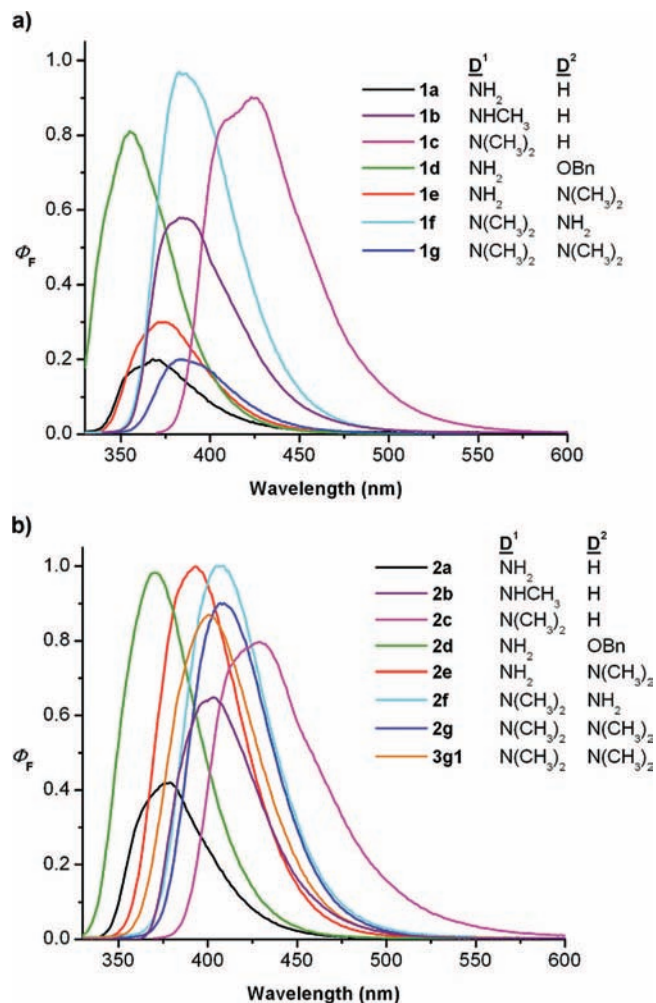 a)
D¹ D²
1a NH₂ H
1b NHCH₃ H
1c N(CH₃)₂ H
1d NH₂ OBn
1e NH₂ N(CH₃)₂
1f N(CH₃)₂ NH₂
1g N(CH₃)₂ N(CH₃)₂
1.0
0.8
0.6
0.4
0.2
0.0
Φ_F
350 400 450 500 550 600
Wavelength (nm)
b)
D¹ D²
2a NH₂ H
2b NHCH₃ H
2c N(CH₃)₂ H
2d NH₂ OBn
2e NH₂ N(CH₃)₂
2f N(CH₃)₂ NH₂
2g N(CH₃)₂ N(CH₃)₂
3g1 N(CH₃)₂ N(CH₃)₂
1.0
0.8
0.6
0.4
0.2
0.0
Φ_F
350 400 450 500 550 600
Wavelength (nm)